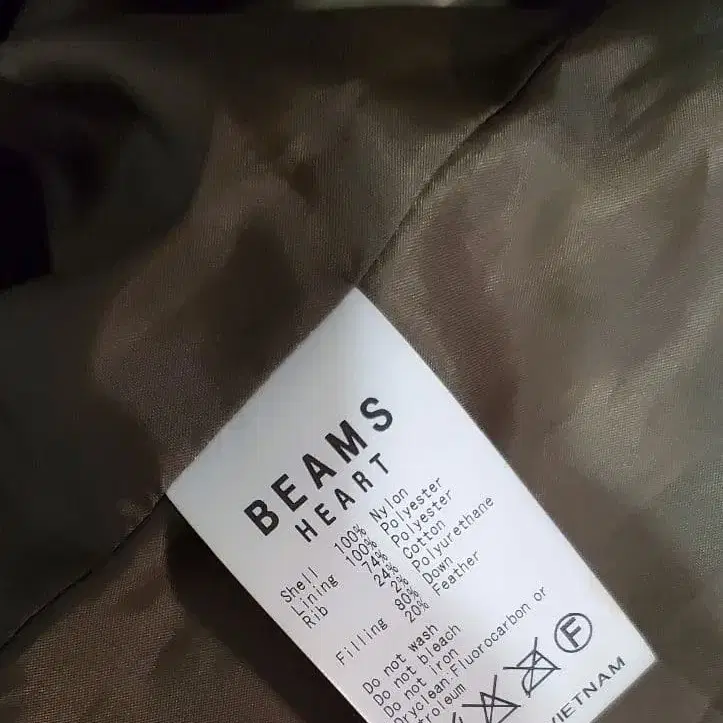 BEAMS
HEART
Shell 100% Nylon
Lining 100% Polyester
Rib 74% Polyester
24% Cotton
2% Polyurethane
Filling 80% Down
20% Feather
Do not wash
Do not bleach
Do not iron
Dryclean:Fluorocarbon or
troleum
F
VIETNAM